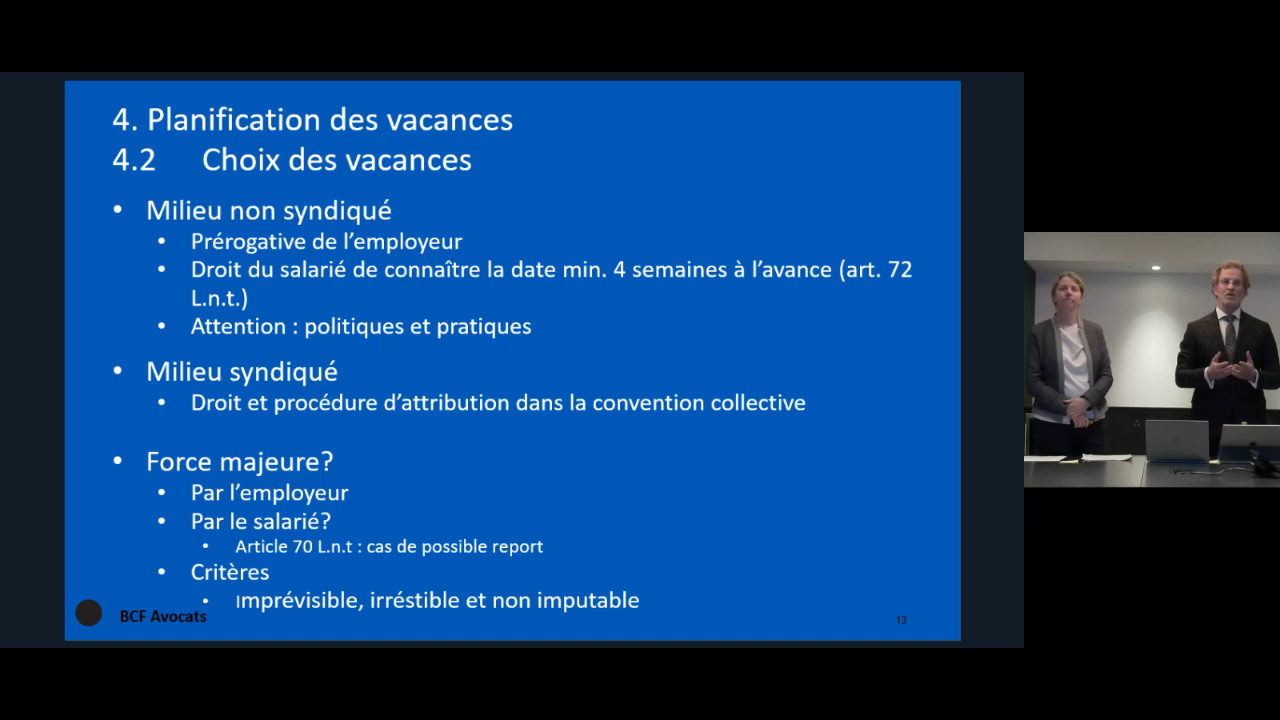 4. Planification des vacances
4.2 Choix des vacances
• Milieu non syndiqué
• Prérogative de l’employeur
• Droit du salarié de connaître la date min. 4 semaines à l’avance (art. 72
L.n.t.)
• Attention : politiques et pratiques
• Milieu syndiqué
• Droit et procédure d’attribution dans la convention collective
• Force majeure?
• Par l’employeur
• Par le salarié?
• Article 70 L.n.t : cas de possible report
• Critères
• Imprévisible, irréstible et non imputable
BCF Avocats
13